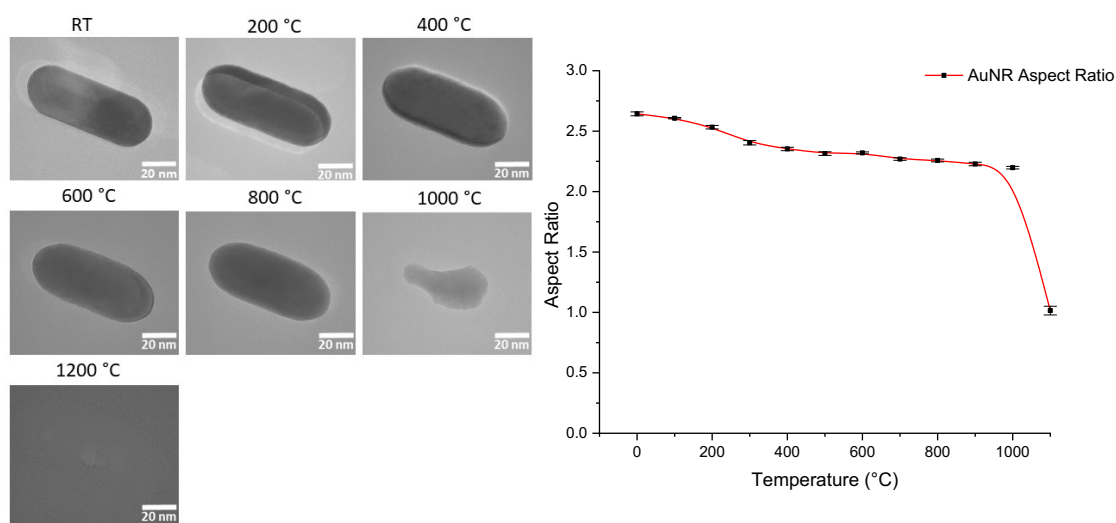 RT
200 °C
400 °C
20 nm
20 nm
20 nm
600 °C
800 °C
1000 °C
20 nm
20 nm
20 nm
1200 °C
20 nm
AuNR Aspect Ratio
3.0
2.5
2.0
1.5
1.0
0.5
0.0
Aspect Ratio
0 200 400 600 800 1000
Temperature (°C)